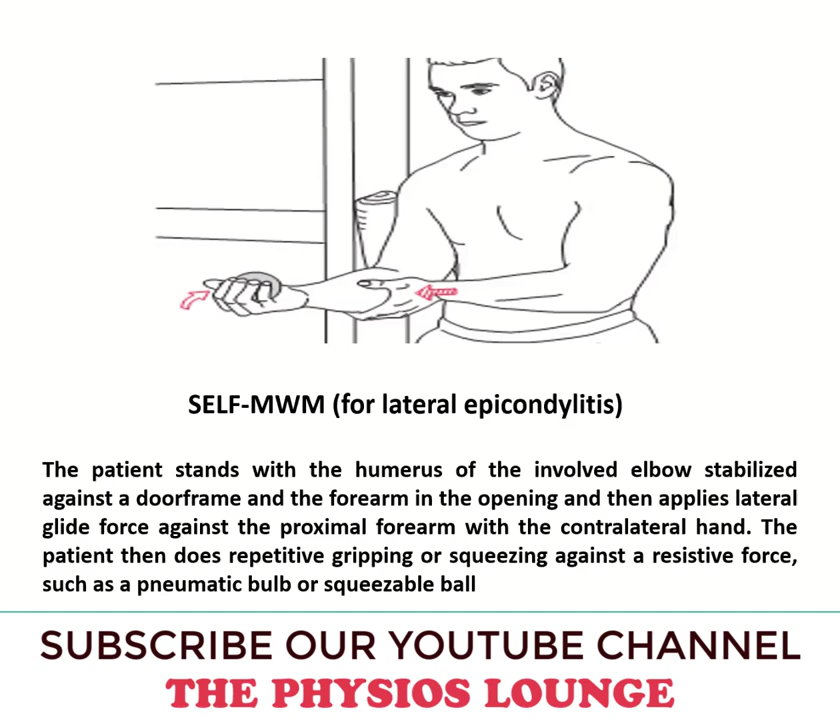 SELF-MWM (for lateral epicondylitis)
The patient stands with the humerus of the involved elbow stabilized
against a doorframe and the forearm in the opening and then applies lateral
glide force against the proximal forearm with the contralateral hand. The
patient then does repetitive gripping or squeezing against a resistive force,
such as a pneumatic bulb or squeezable ball
SUBSCRIBE OUR YOUTUBE CHANNEL
THE PHYSIOS LOUNGE